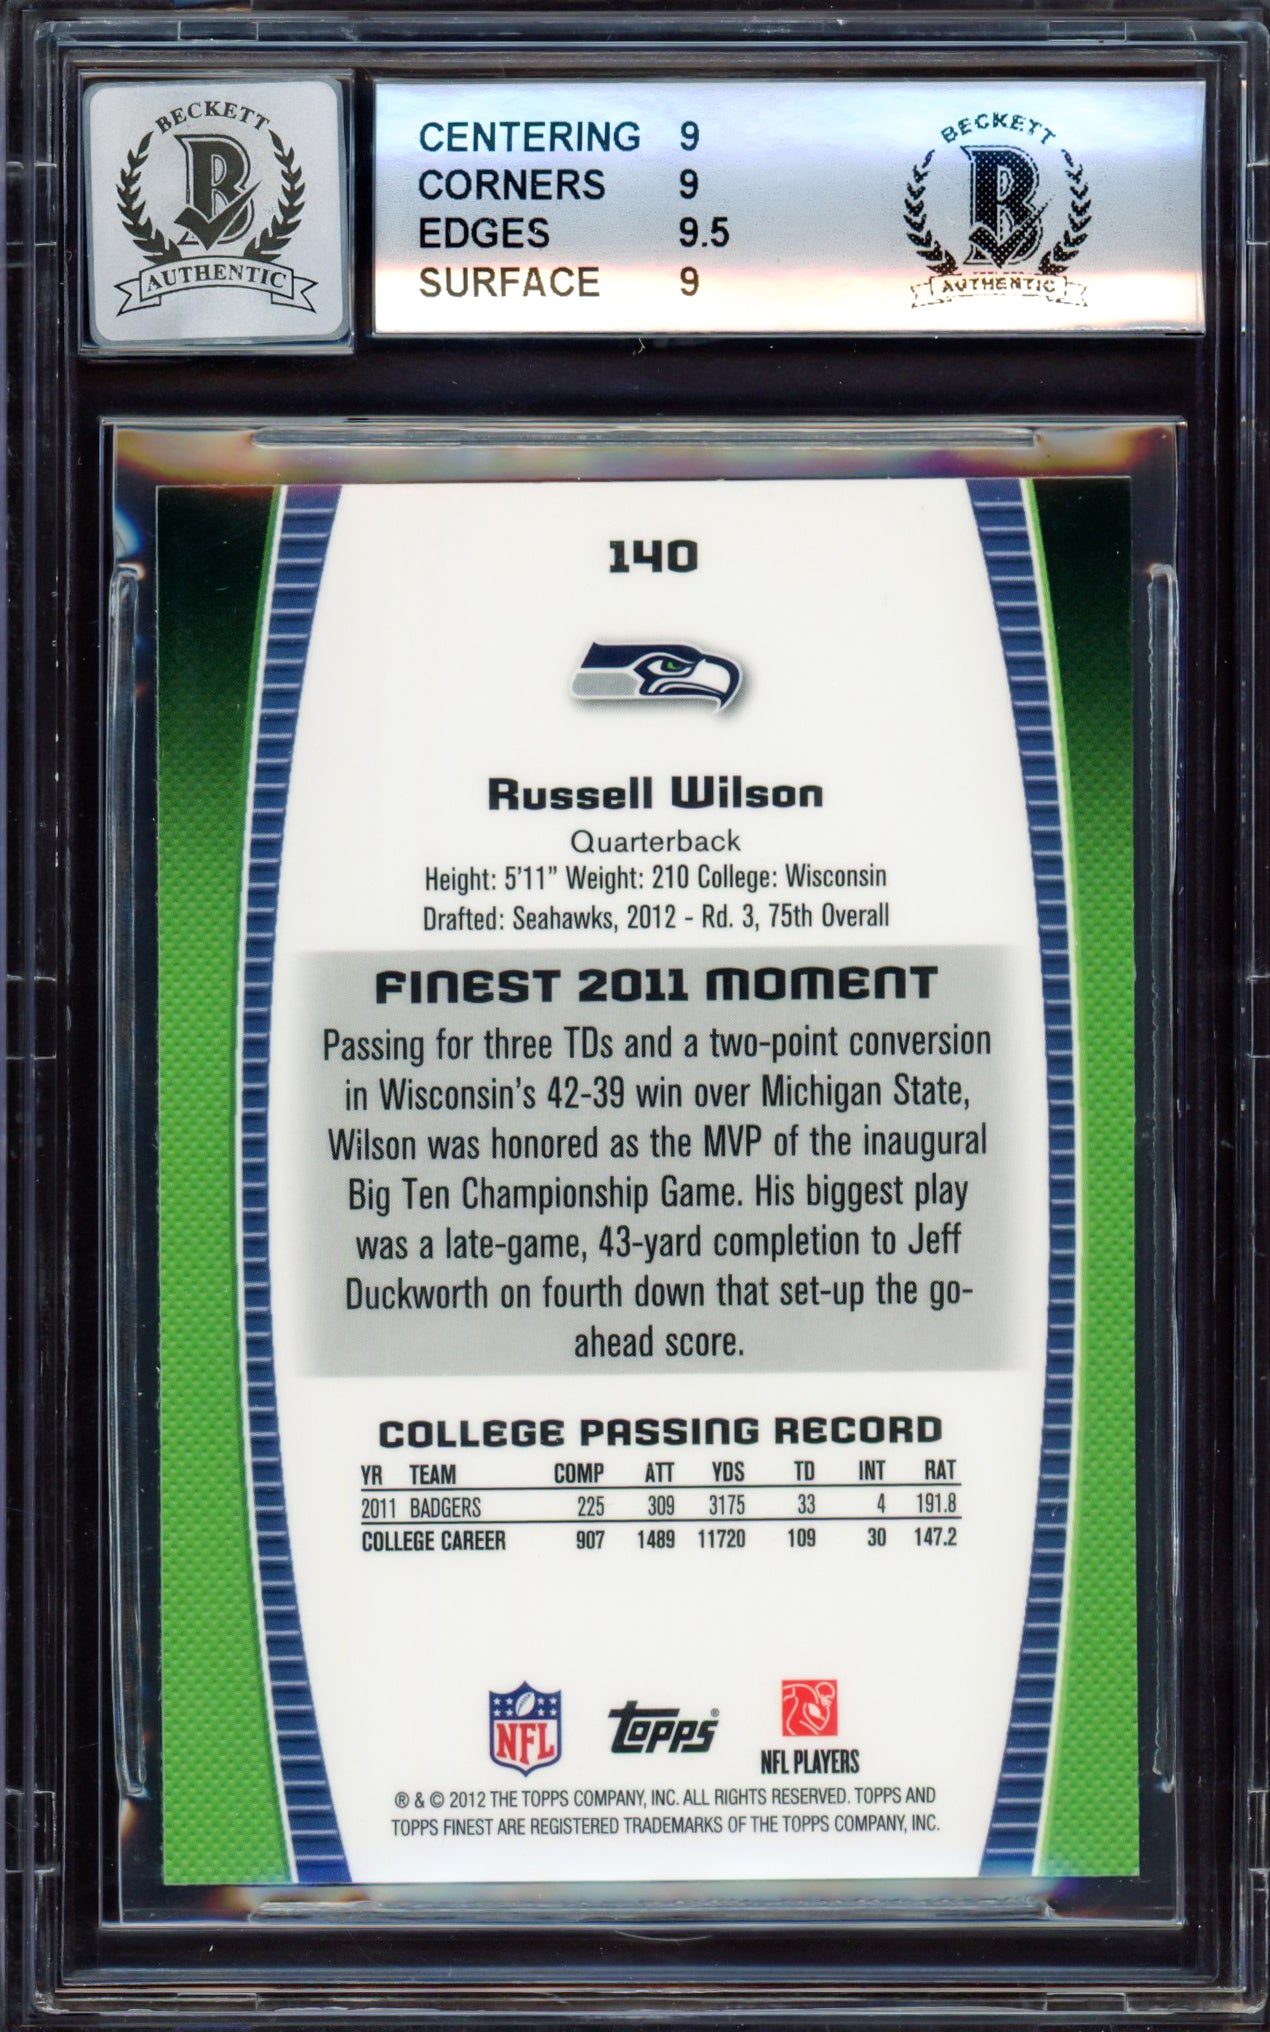 BECKETT
B
AUTHENTIC
CENTERING 9
CORNERS 9
EDGES 9.5
SURFACE 9
BECKETT
B
AUTHENTIC
140
Russell Wilson
Quarterback
Height: 5'11” Weight: 210 College: Wisconsin
Drafted: Seahawks, 2012 - Rd. 3, 75th Overall
FINEST 2011 MOMENT
Passing for three TDs and a two-point conversion
in Wisconsin's 42-39 win over Michigan State,
Wilson was honored as the MVP of the inaugural
Big Ten Championship Game. His biggest play
was a late-game, 43-yard completion to Jeff
Duckworth on fourth down that set-up the go-
ahead score.
COLLEGE PASSING RECORD
YR TEAM COMP ATT YDS TD INT RAT
2011 BADGERS 225 309 3175 33 4 191.8
COLLEGE CAREER 907 1489 11720 109 30 147.2
NFL
topps®
NFL PLAYERS
® & © 2012 THE TOPPS COMPANY, INC. ALL RIGHTS RESERVED. TOPPS AND
TOPPS FINEST ARE REGISTERED TRADEMARKS OF THE TOPPS COMPANY, INC.